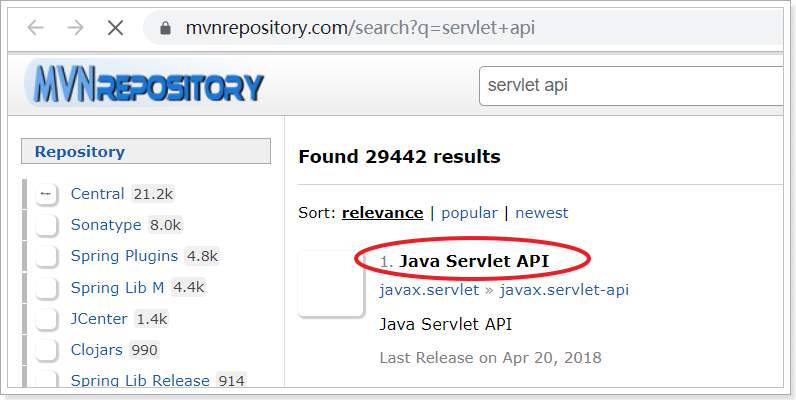 mvnrepository.com/search?q=servlet+api
MVNREPOSITORY
servlet api
Repository
Central 21.2k
Sonatype 8.0k
Spring Plugins 4.8k
Spring Lib M 4.4k
JCenter 1.4k
Clojars 990
Spring Lib Release 914
Found 29442 results
Sort: relevance | popular | newest
1. Java Servlet API
javax.servlet » javax.servlet-api
Java Servlet API
Last Release on Apr 20, 2018